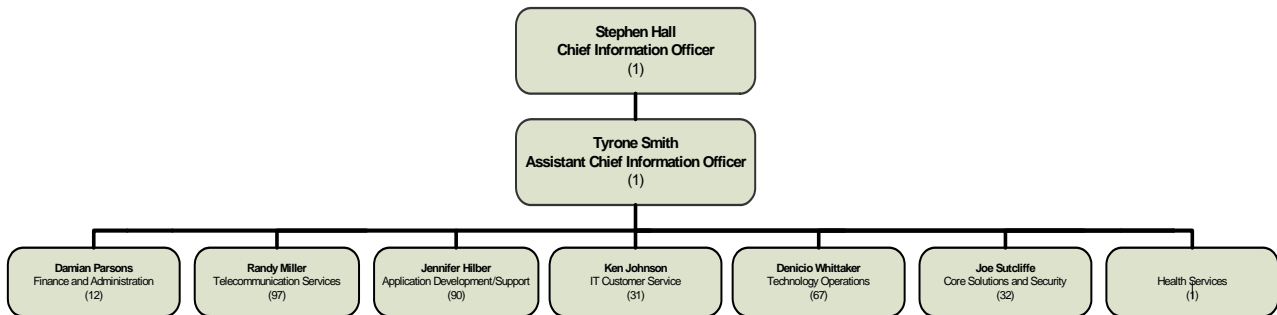 Stephen Hall
Chief Information Officer
(1)
Tyrone Smith
Assistant Chief Information Officer
(1)
Damian Parsons
Finance and Administration
(12)
Randy Miller
Telecommunication Services
(97)
Jennifer Hilber
Application Development/Support
(90)
Ken Johnson
IT Customer Service
(31)
Denicio Whittaker
Technology Operations
(67)
Joe Sutcliffe
Core Solutions and Security
(32)
Health Services
(1)